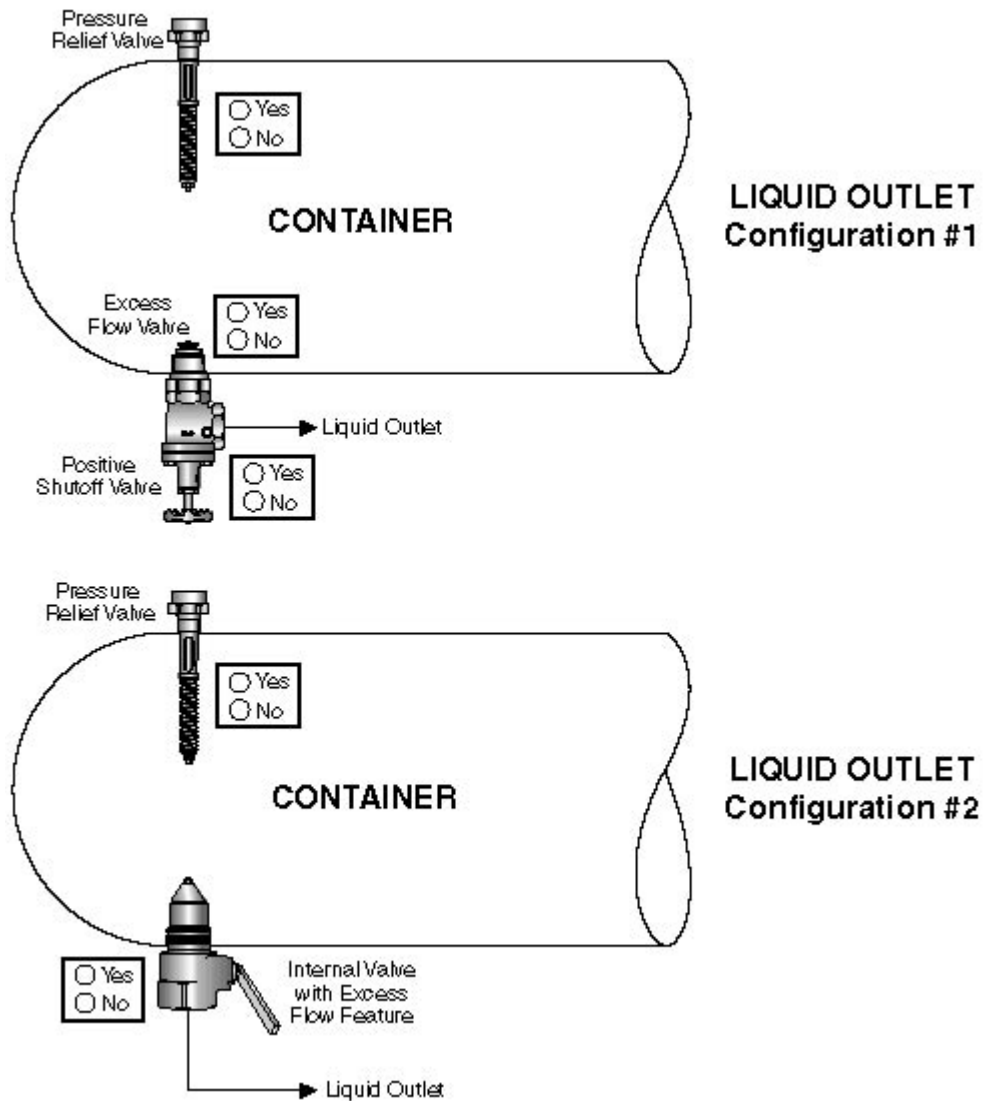 Pressure
Relief Valve
Yes
No
CONTAINER
LIQUID OUTLET
Configuration #1
Excess
Flow Valve
Yes
No
Liquid Outlet
Positive
Shutoff Valve
Yes
No
Pressure
Relief Valve
Yes
No
CONTAINER
LIQUID OUTLET
Configuration #2
Yes
No
Internal Valve
with Excess
Flow Feature
Liquid Outlet